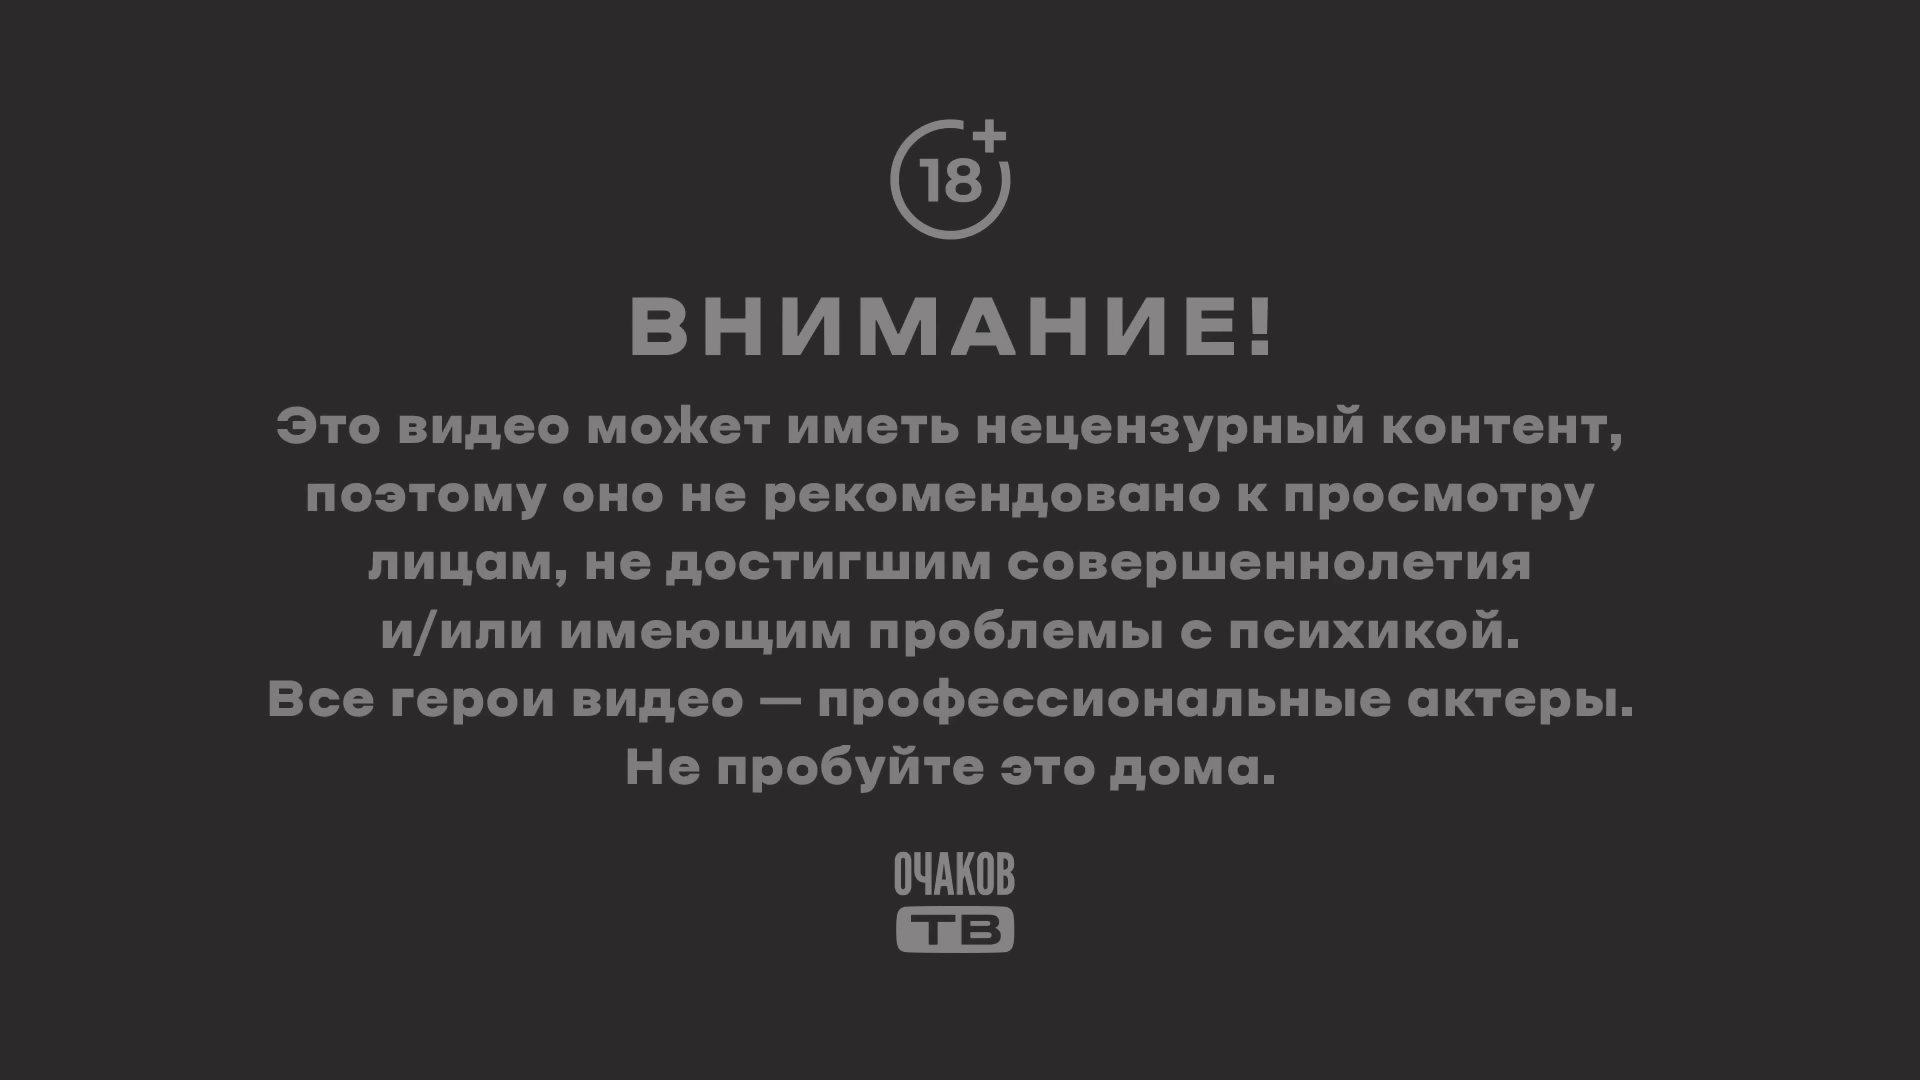 18+
ВНИМАНИЕ!
Это видео может иметь нецензурный контент,
поэтому оно не рекомендовано к просмотру
лицам, не достигшим совершеннолетия
и/или имеющим проблемы с психикой.
Все герои видео — профессиональные актеры.
Не пробуйте это дома.
ОЧАКОВ
ТВ